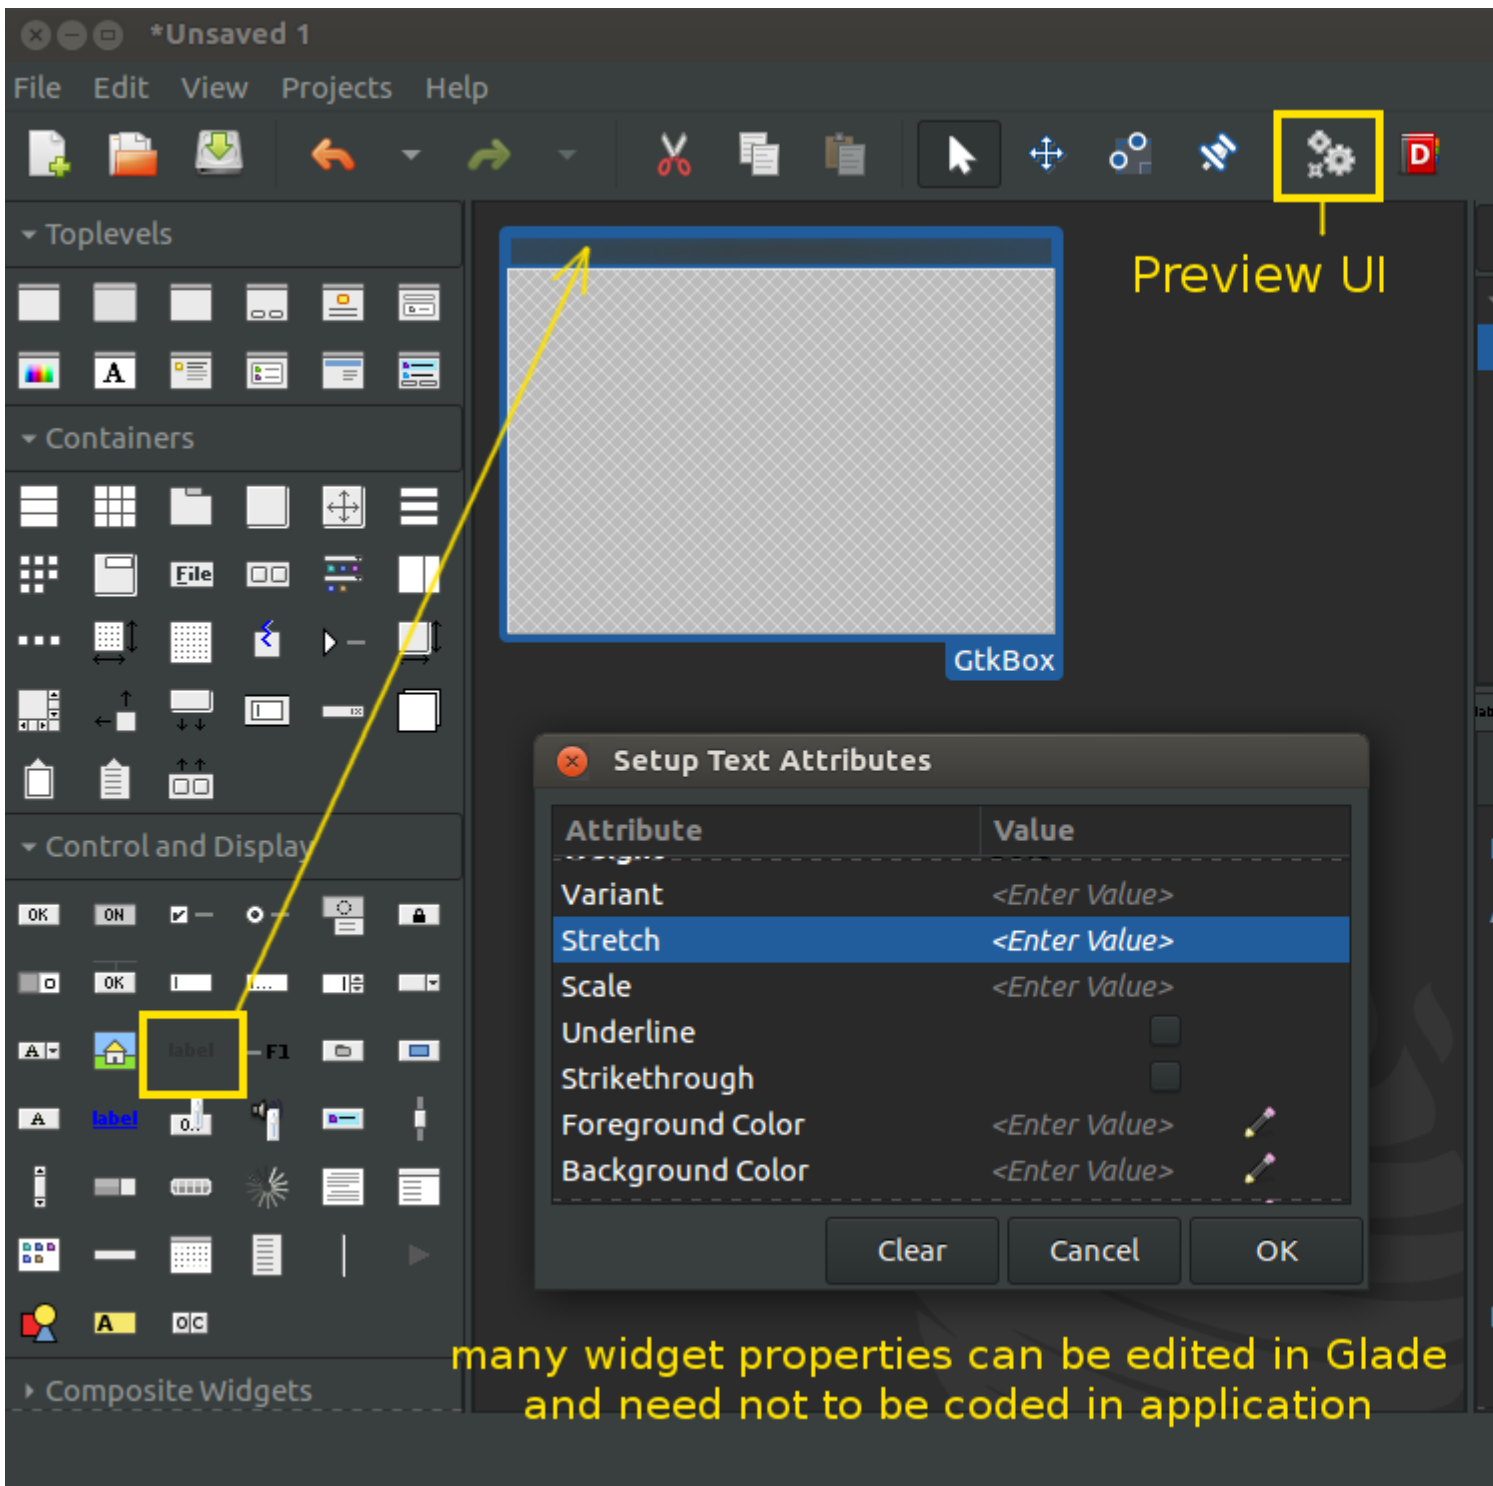 *Unsaved 1
File Edit View Projects Help
D
Preview UI
Toplevels
A
Containers
File
GtkBox
Control and Display
OK ON
OK
A label F1
A label 0..
A OC
Composite Widgets
Setup Text Attributes
Attribute Value
Variant <Enter Value>
Stretch <Enter Value>
Scale <Enter Value>
Underline
Strikethrough
Foreground Color <Enter Value>
Background Color <Enter Value>
Clear Cancel OK
many widget properties can be edited in Glade
and need not to be coded in application